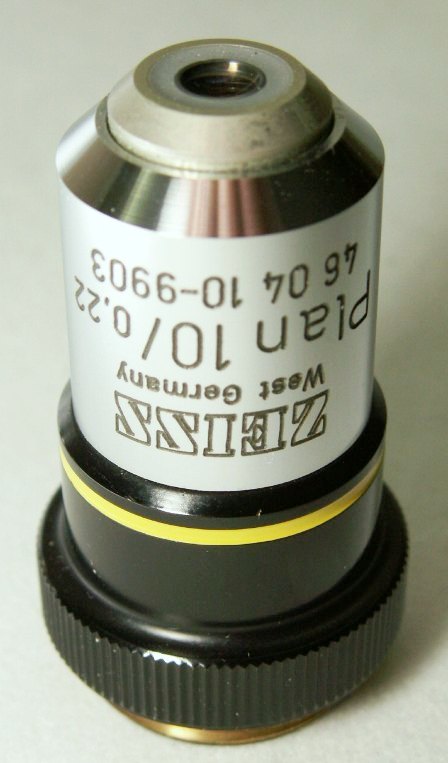 ZEISS
West Germany
Plan 10/0,22
46 04 10-9903